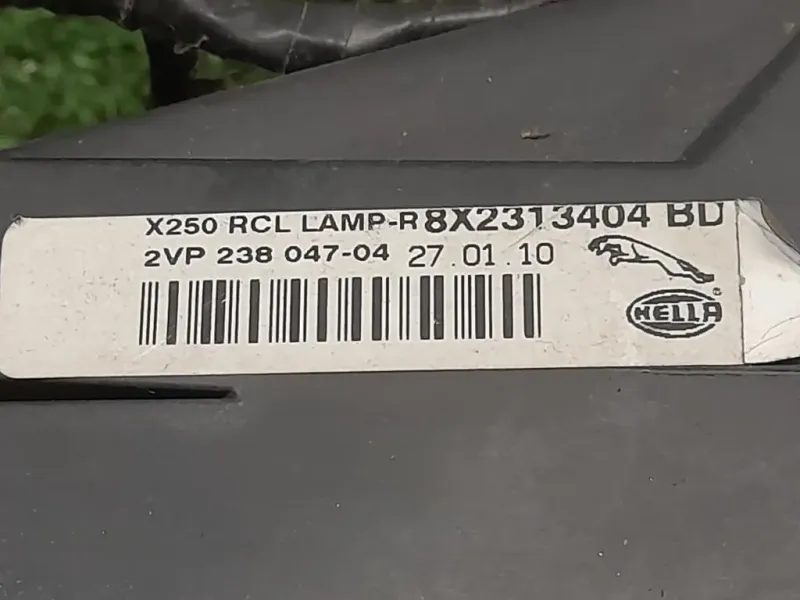 X250 RCL LAMP-R 8X2313404 BD
2VP 238 047-04 27.01.10
HELLA®